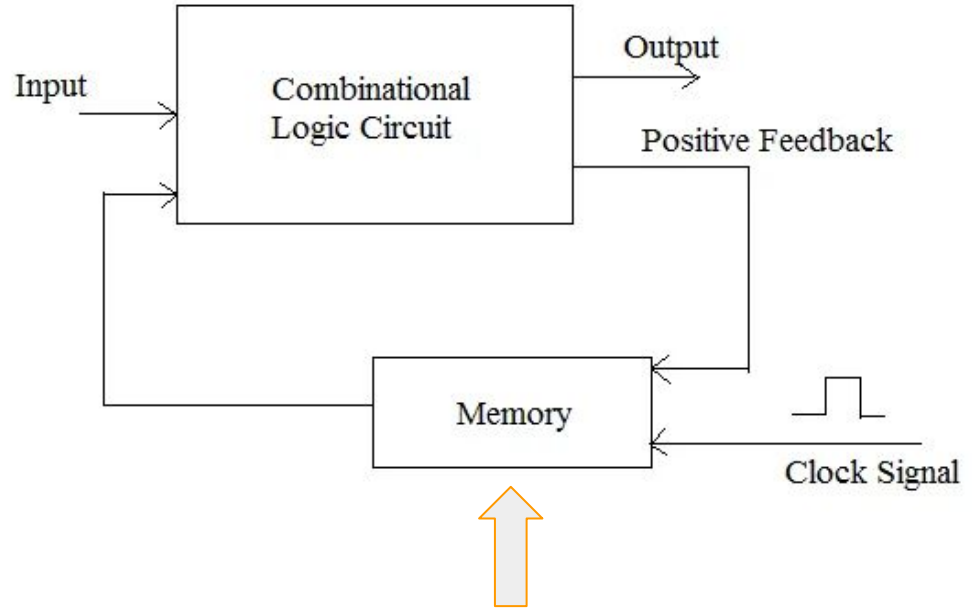 Input
Combinational
Logic Circuit
Output
Positive Feedback
Memory
Clock Signal